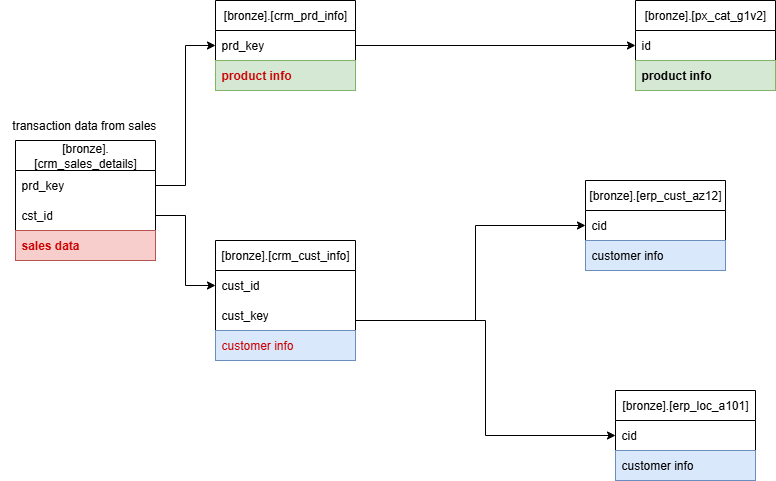 [bronze].[crm_prd_info]
prd_key
product info
[bronze].[px_cat_g1v2]
id
product info
transaction data from sales
[bronze].
[crm_sales_details]
prd_key
cst_id
sales data
[bronze].[crm_cust_info]
cust_id
cust_key
customer info
[bronze].[erp_cust_az12]
cid
customer info
[bronze].[erp_loc_a101]
cid
customer info